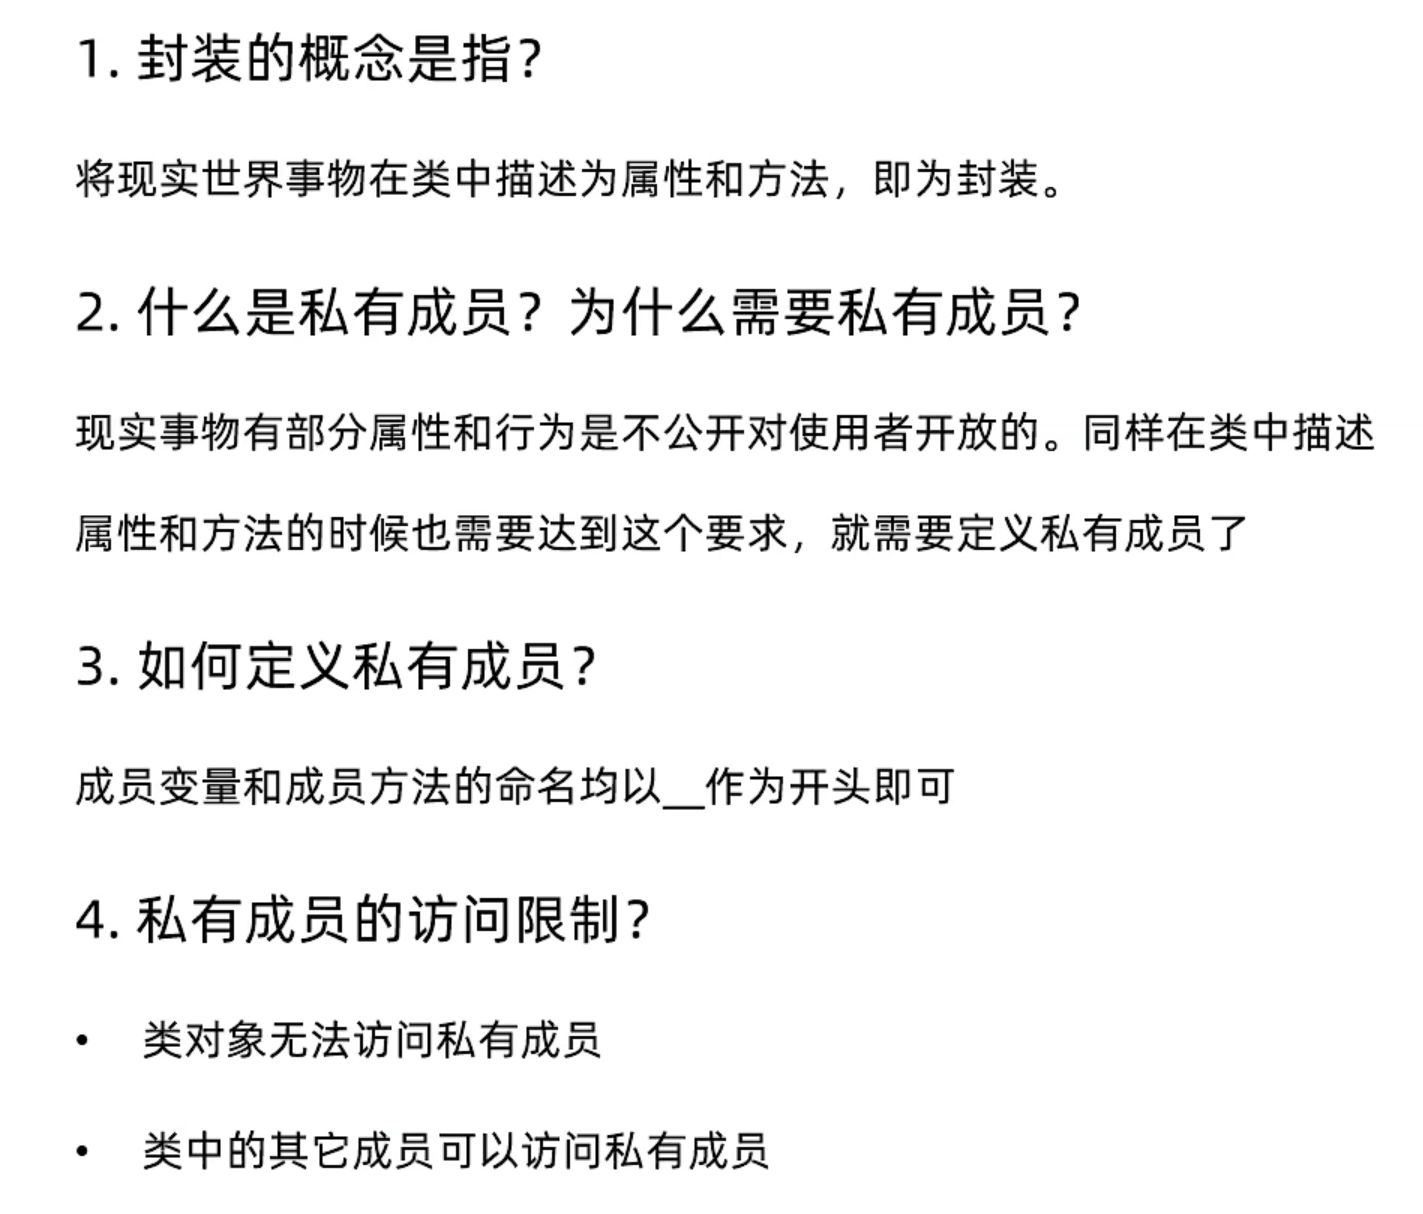 1. 封装的概念是指？
将现实世界事物在类中描述为属性和方法，即为封装。
2. 什么是私有成员？为什么需要私有成员？
现实事物有部分属性和行为是不公开对使用者开放的。同样在类中描述
属性和方法的时候也需要达到这个要求，就需要定义私有成员了
3. 如何定义私有成员？
成员变量和成员方法的命名均以__作为开头即可
4. 私有成员的访问限制？
• 类对象无法访问私有成员
• 类中的其它成员可以访问私有成员